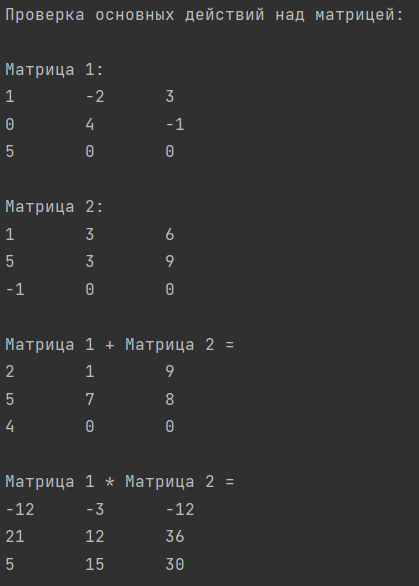 Проверка основных действий над матрицей:
Матрица 1:
1 -2 3
0 4 -1
5 0 0
Матрица 2:
1 3 6
5 3 9
-1 0 0
Матрица 1 + Матрица 2 =
2 1 9
5 7 8
4 0 0
Матрица 1 * Матрица 2 =
-12 -3 -12
21 12 36
5 15 30